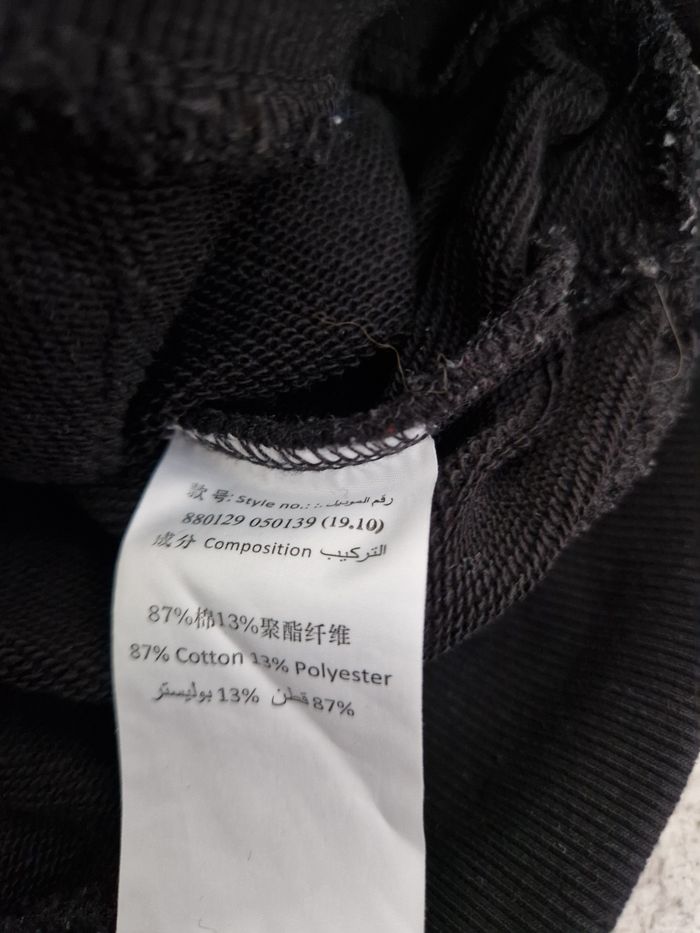 款号: Style no.: رقم الموديل
880129 050139 (19.10)
成分 Composition التركيب
87%棉13%聚酯纤维
87% Cotton 13% Polyester
87% قطن 13% بوليستر